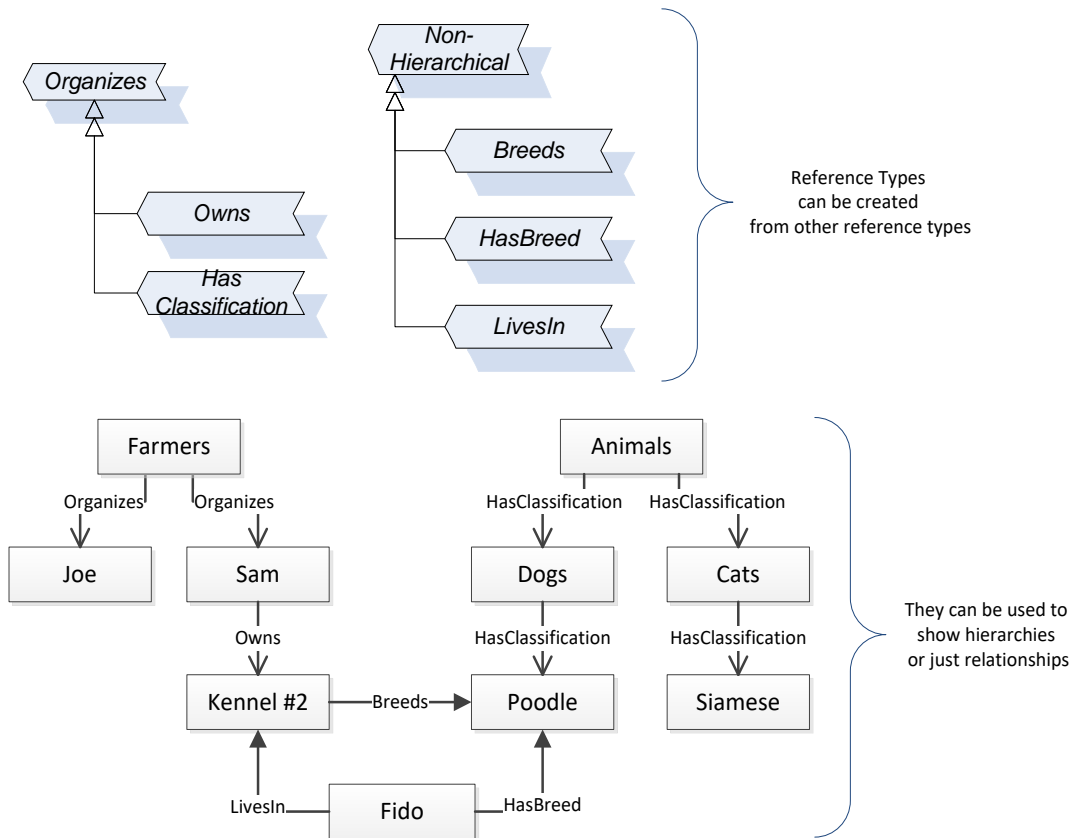 Organizes
Owns
Has
Classification
Non-
Hierarchical
Breeds
HasBreed
LivesIn
Reference Types
can be created
from other reference types
Farmers
Animals
Organizes
Organizes
HasClassification
HasClassification
Joe
Sam
Dogs
Cats
Owns
HasClassification
HasClassification
Kennel #2
Breeds
Poodle
Siamese
LivesIn
Fido
HasBreed
They can be used to
show hierarchies
or just relationships